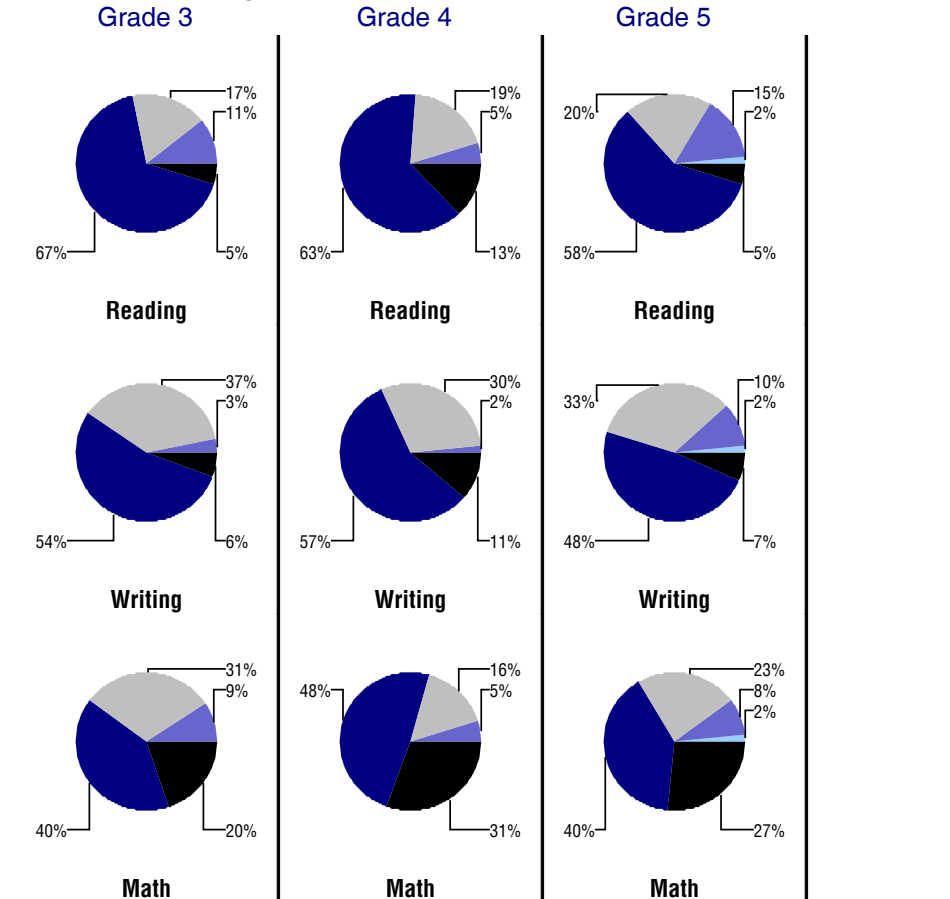 Grade 3 Grade 4 Grade 5
17% 19% 15%
11% 5% 20% 2%
67% 5% 63% 13% 58% 5%
Reading Reading Reading
37% 30% 10%
3% 2% 33% 2%
54% 6% 57% 11% 48% 7%
Writing Writing Writing
31% 16% 23%
9% 48% 5% 8%
2%
40% 20% 31% 40% 27%
Math Math Math